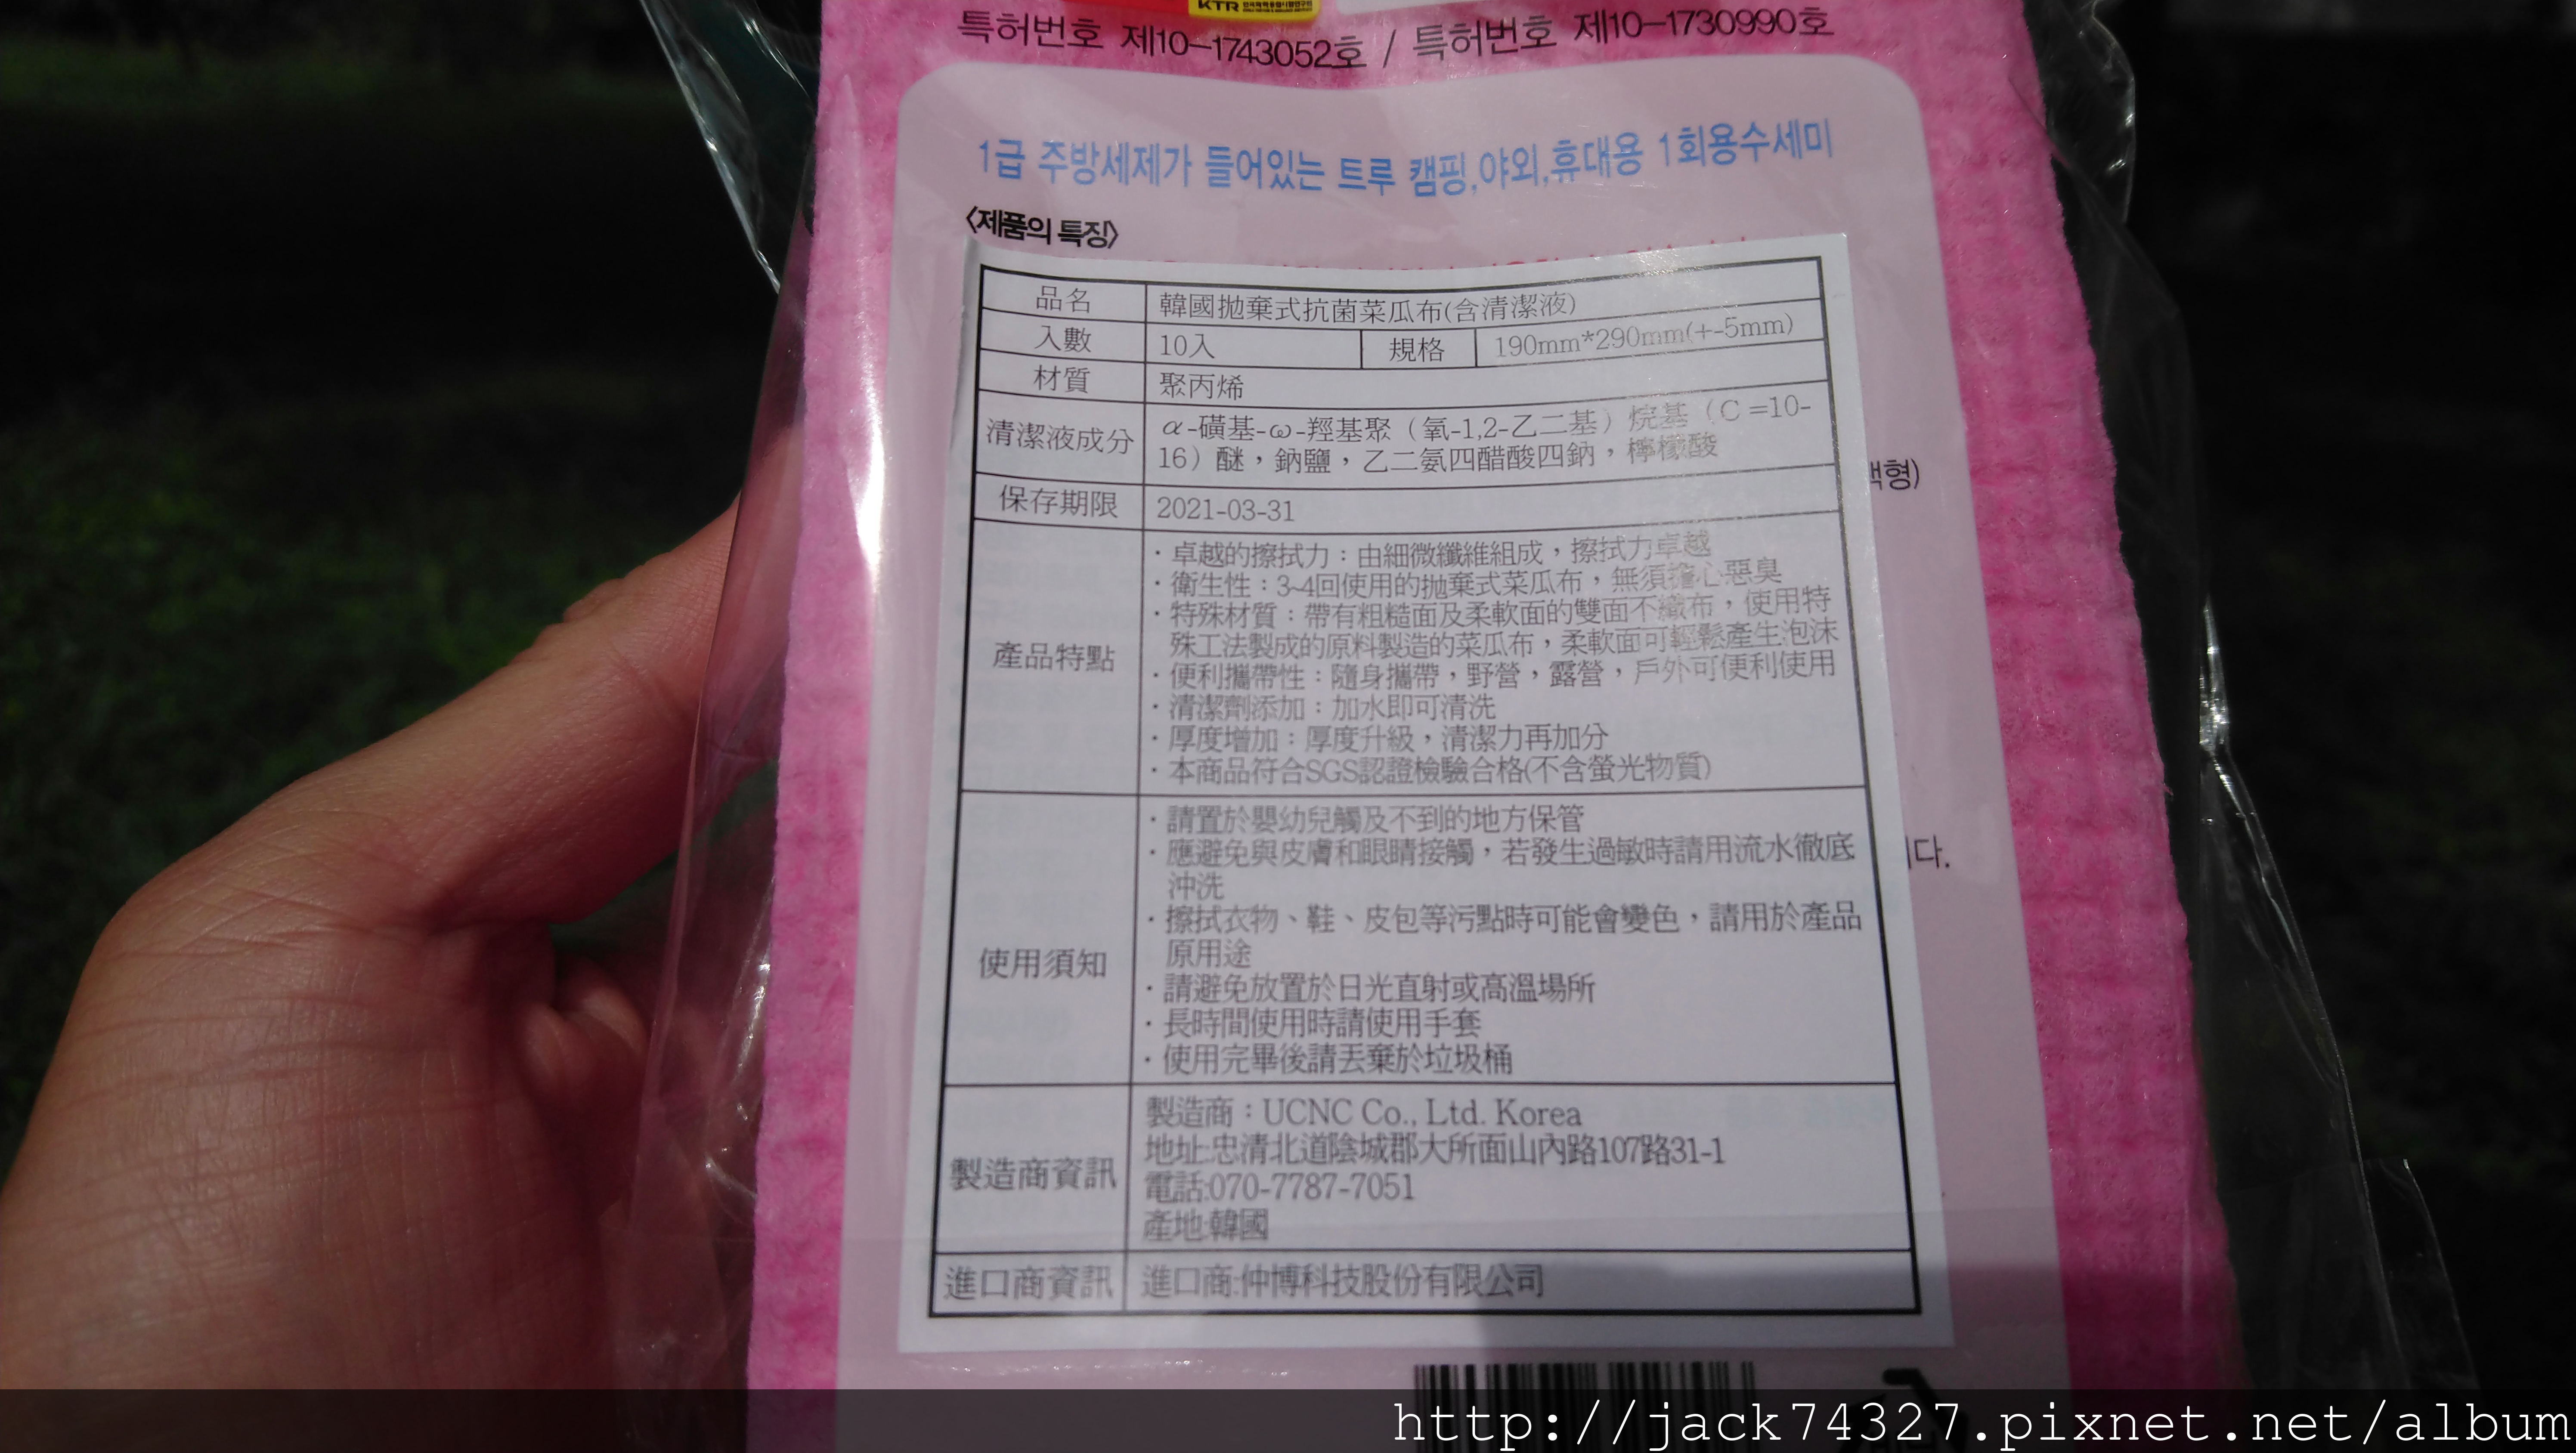 KTR
특허번호 제10-1743052호 / 특허번호 제10-1730990호
1급 주방세제가 들어있는 트루 캠핑,야외,휴대용 1회용수세미
<제품의 특징>
品名 韓國拋棄式抗菌菜瓜布(含清潔液)
入數 10入 規格 190mm*290mm(+-5mm)
材質 聚丙烯
清潔液成分 α-磺基-ω-羥基聚（氧-1,2-乙二基）烷基（C =10-
16）醚，鈉鹽，乙二氨四醋酸四鈉，檸檬酸
保存期限 2021-03-31
產品特點
·卓越的擦拭力：由細微纖維組成，擦拭力卓越
·衛生性：3~4回使用的拋棄式菜瓜布，無須擔心惡臭
·特殊材質：帶有粗糙面及柔軟面的雙面不織布，使用特
殊工法製成的原料製造的菜瓜布，柔軟面可輕鬆產生泡沫
·便利攜帶性：隨身攜帶，野營，露營，戶外可便利使用
·清潔劑添加：加水即可清洗
·厚度增加：厚度升級，清潔力再加分
·本商品符合SGS認證檢驗合格(不含螢光物質)
백형)
使用須知
·請置於嬰幼兒觸及不到的地方保管
·應避免與皮膚和眼睛接觸，若發生過敏時請用流水徹底
沖洗
·擦拭衣物、鞋、皮包等污點時可能會變色，請用於產品
原用途
·請避免放置於日光直射或高溫場所
·長時間使用時請使用手套
·使用完畢後請丟棄於垃圾桶
다.
製造商資訊
製造商：UCNC Co., Ltd. Korea
地址:忠清北道陰城郡大所面山內路107路31-1
電話:070-7787-7051
產地:韓國
進口商資訊 進口商:仲博科技股份有限公司
http://jack74327.pixnet.net/album